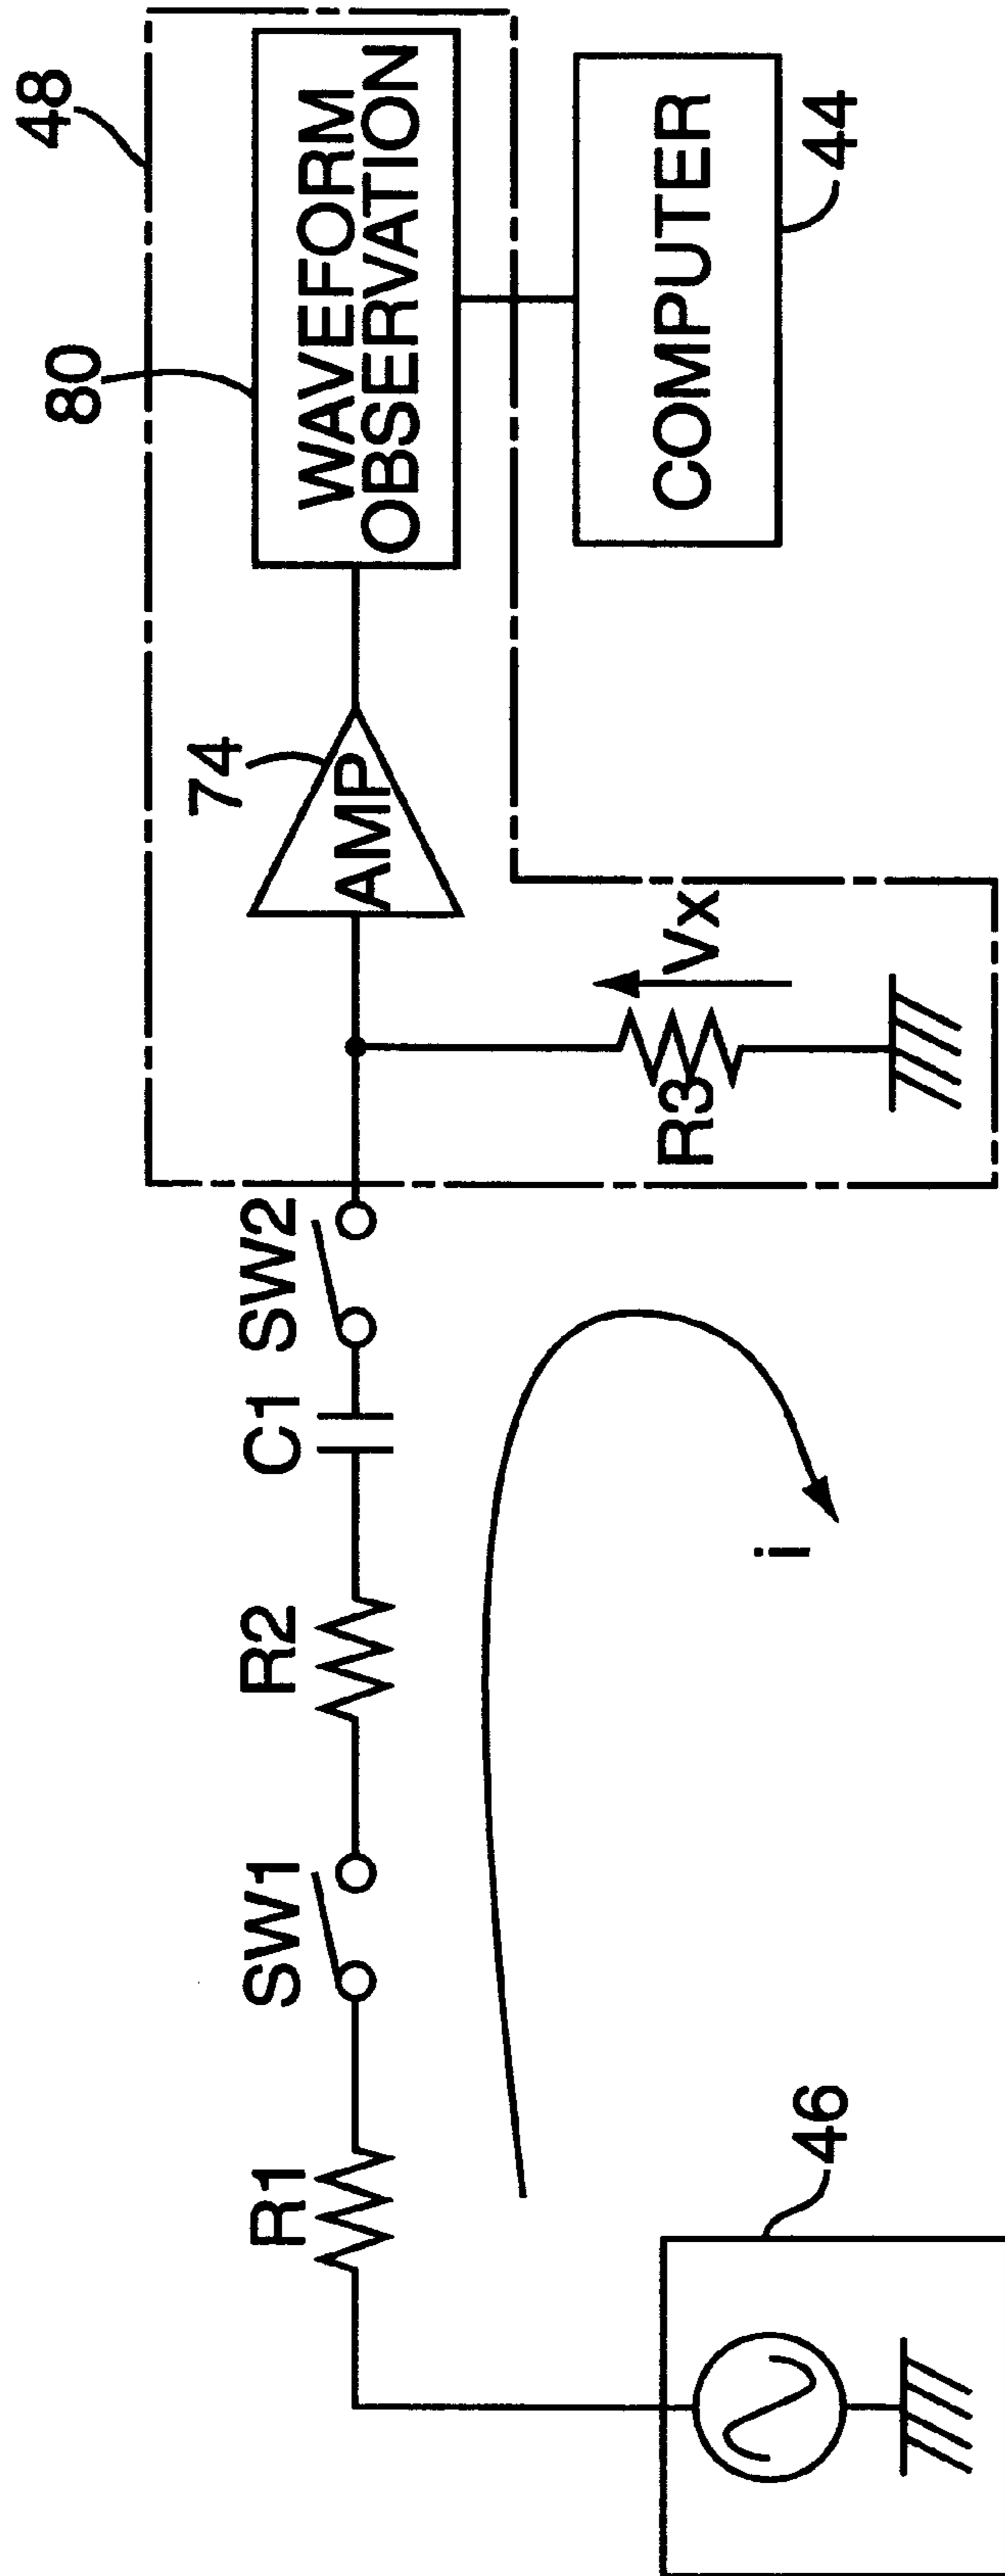 48
80
WAVEFORM
OBSERVATION
74
AMP
COMPUTER
44
Vx
R3
SW2
C1
R2
SW1
R1
i
46